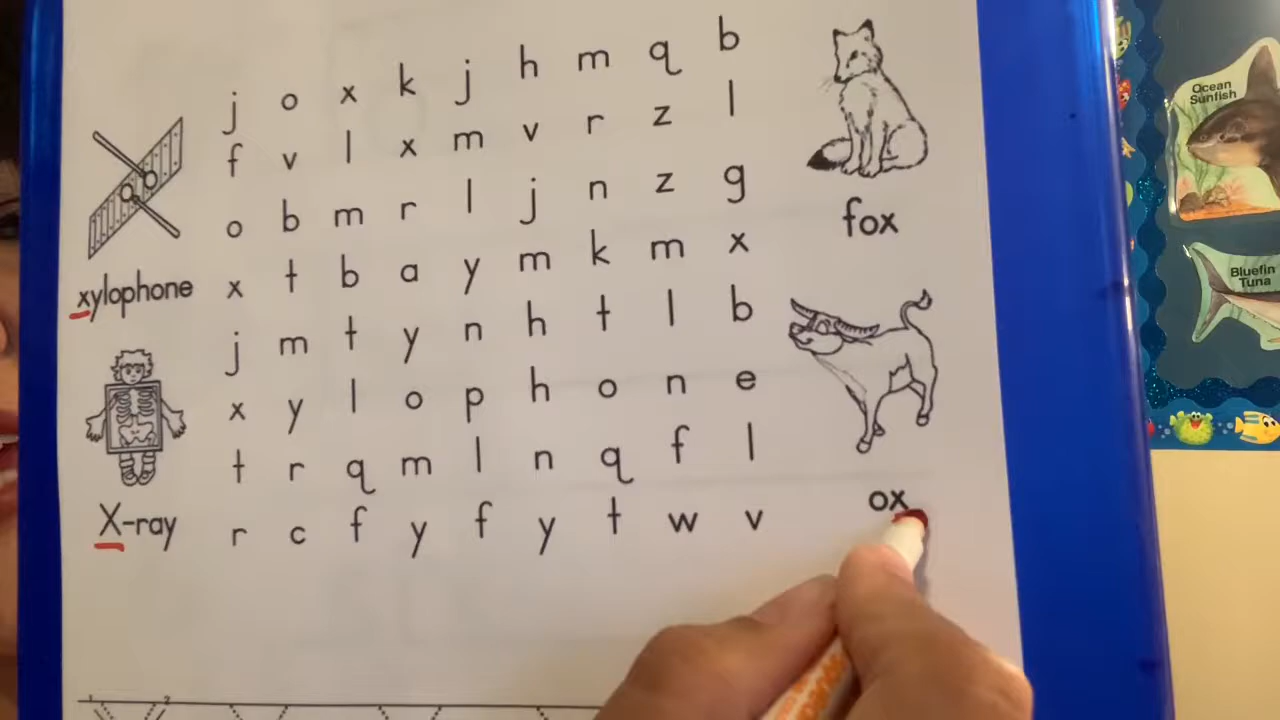 j o x k j h m q b
f v l x m v r z l
o b m r l j n z g
x t b a y m k m x
j m t y n h t l b
x y l o p h o n e
t r q m l n q f l
r c f y f y t w v
xylophone
X-ray
fox
ox
Ocean
Sunfish
Bluefin
Tuna